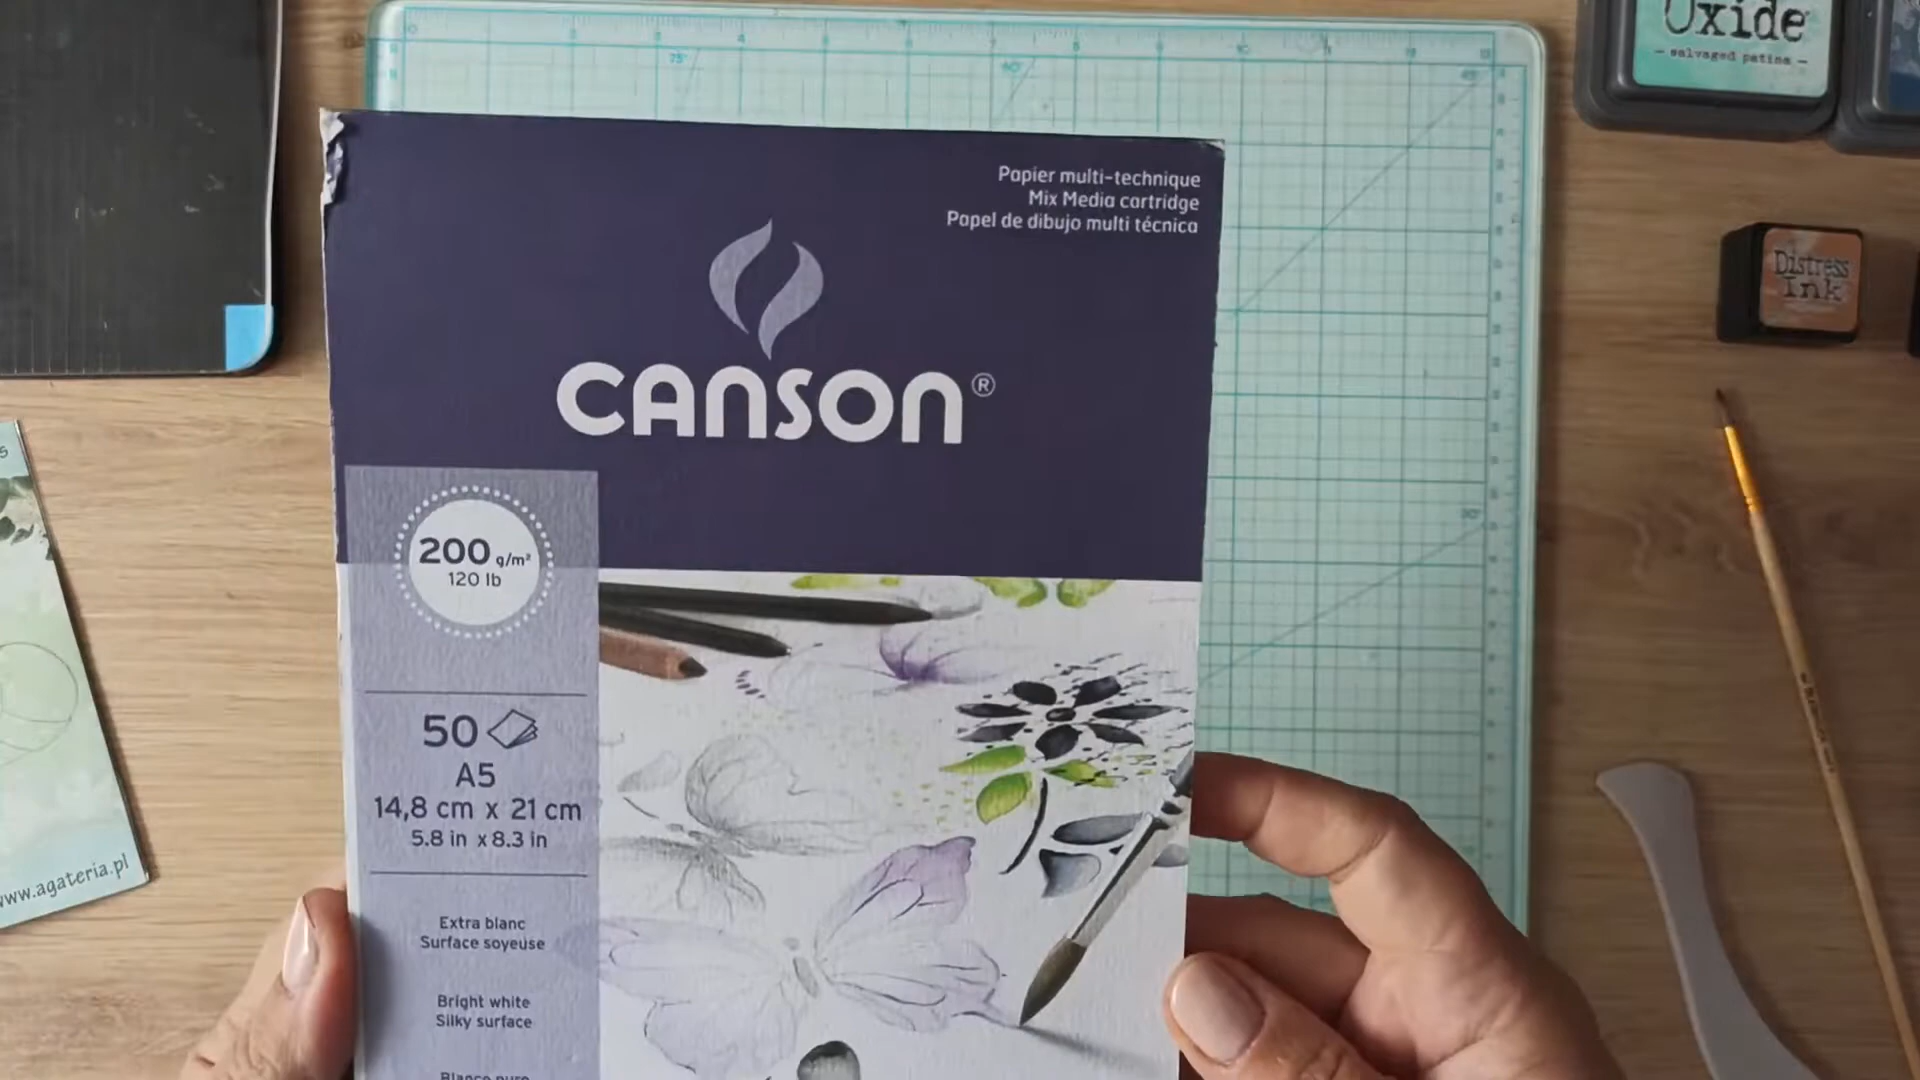 Oxide
— salvaged patina —
Papier multi-technique
Mix Media cartridge
Papel de dibujo multi técnica
CANSON®
Distress
Ink
200 g/m²
120 lb
50
A5
14,8 cm x 21 cm
5.8 in x 8.3 in
Extra blanc
Surface soyeuse
Bright white
Silky surface
www.agateria.pl
75°
60°